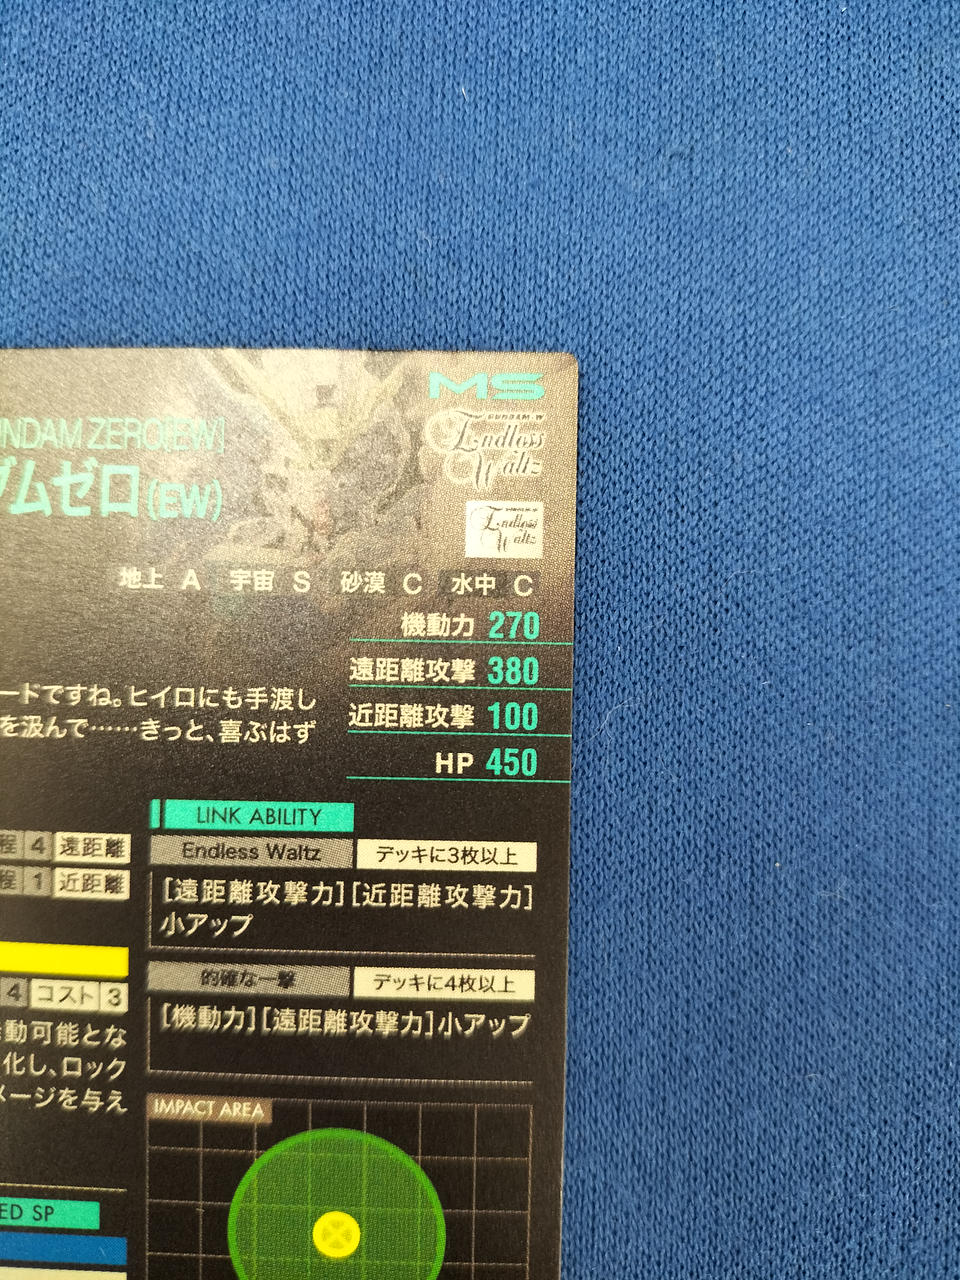 MS
NDAM ZERO[EW]
GUNDAM-W
Endless
Waltz
ダムゼロ(EW)
Endless
Waltz
地上 A 宇宙 S 砂漠 C 水中 C
機動力 270
遠距離攻撃 380
近距離攻撃 100
HP 450
ードですね。ヒイロにも手渡し
を汲んで……きっと、喜ぶはず
LINK ABILITY
程 4 遠距離
Endless Waltz デッキに3枚以上
程 1 近距離
[遠距離攻撃力][近距離攻撃力]
小アップ
的確な一撃 デッキに4枚以上
4 コスト 3
[機動力][遠距離攻撃力]小アップ
動可能とな
化し、ロック
メージを与え
IMPACT AREA
ED SP